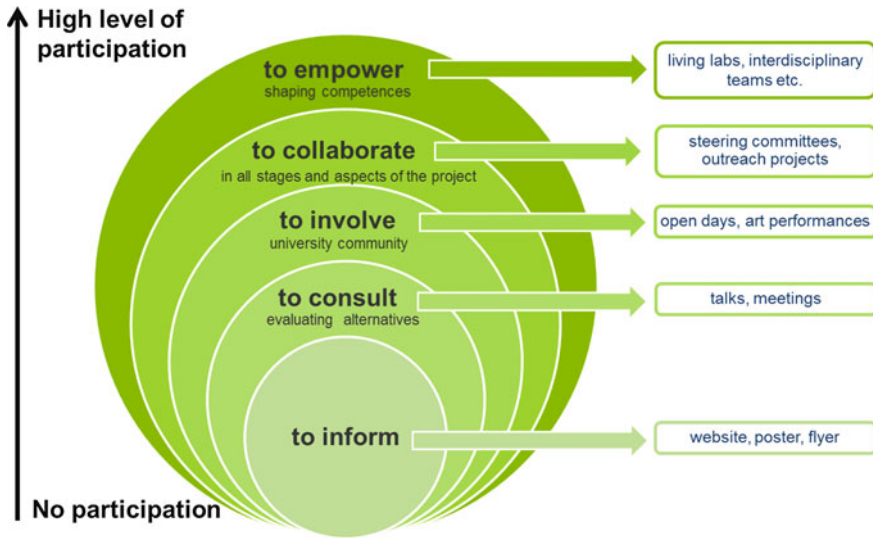 High level of
participation
to empower
shaping competences
living labs, interdisciplinary
teams etc.
to collaborate
in all stages and aspects of the project
steering committees,
outreach projects
to involve
university community
open days, art performances
to consult
evaluating alternatives
talks, meetings
to inform
website, poster, flyer
No participation